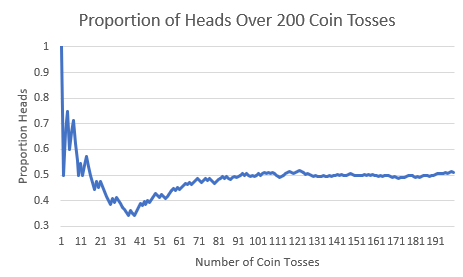 Proportion of Heads Over 200 Coin Tosses
1
0.9
0.8
0.7
0.6
0.5
0.4
0.3
Proportion Heads
1 11 21 31 41 51 61 71 81 91 101 111 121 131 141 151 161 171 181 191
Number of Coin Tosses